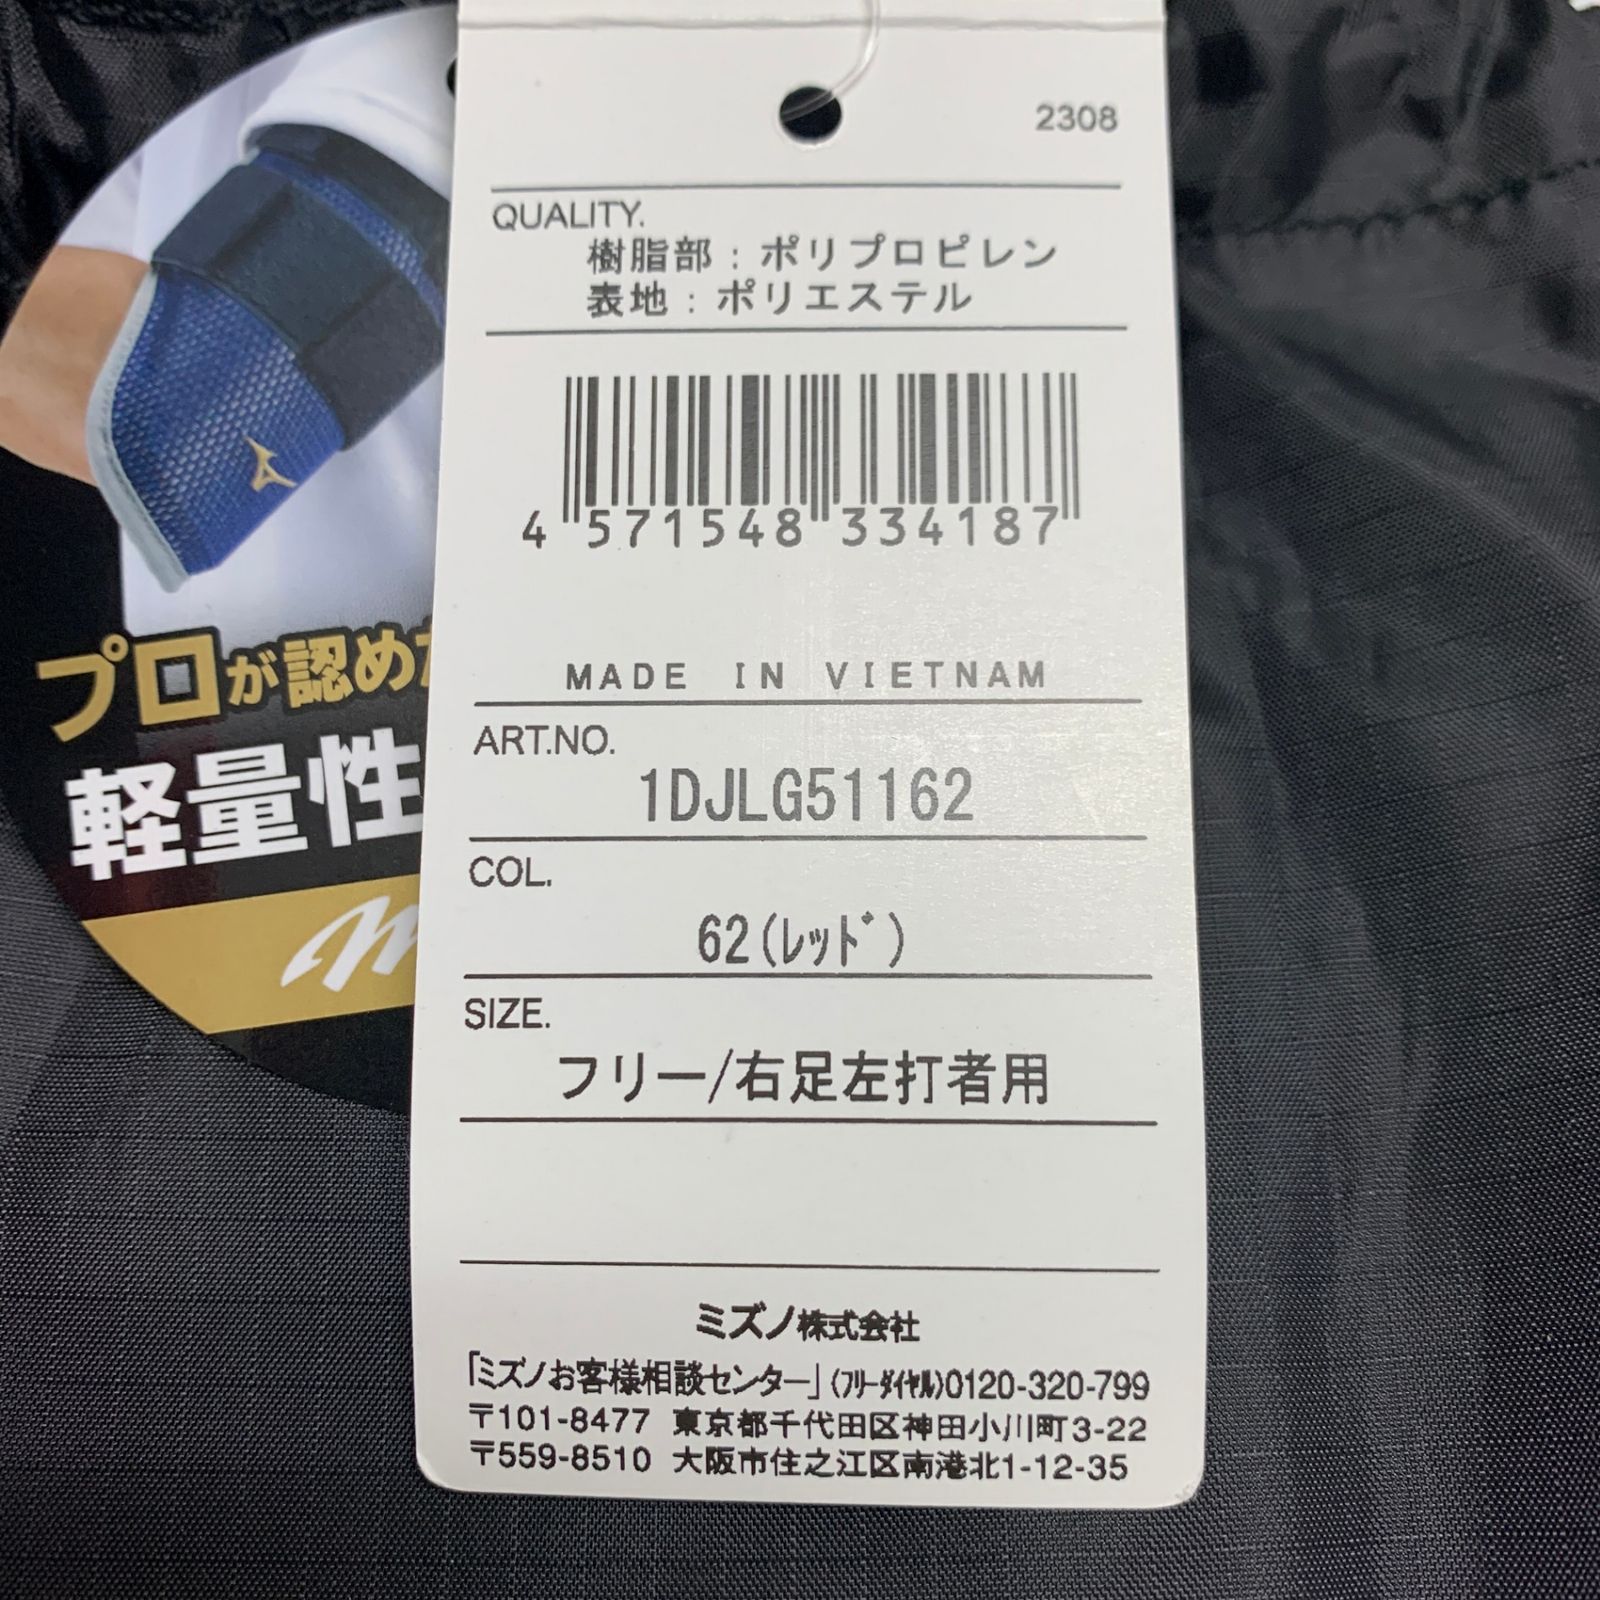 2308
QUALITY.
樹脂部：ポリプロピレン
表地：ポリエステル
4 571548 334187
MADE IN VIETNAM
ART.NO.
1DJLG51162
COL.
62(ﾚｯﾄﾞ)
SIZE.
フリー/右足左打者用
ミズノ株式会社
「ミズノお客様相談センター」(ﾌﾘｰﾀﾞｲﾔﾙ)0120-320-799
〒101-8477 東京都千代田区神田小川町3-22
〒559-8510 大阪市住之江区南港北1-12-35
プロが認めた
軽量性